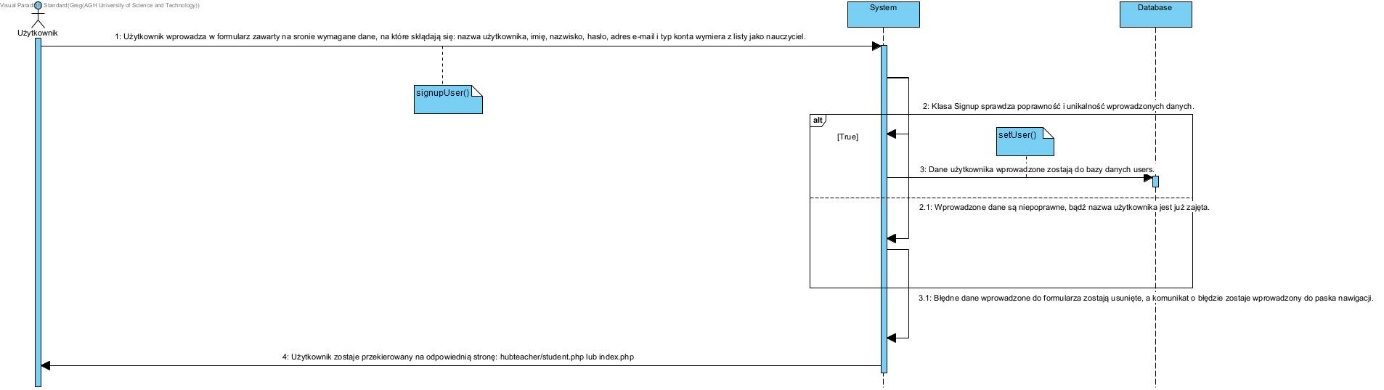 Visual Paradigm Standard(Greg(AGH University of Science and Technology))
System
Database
Użytkownik
1: Użytkownik wprowadza w formularz zawarty na sronie wymagane dane, na które skłądają się: nazwa użytkownika, imię, nazwisko, hasło, adres e-mail i typ konta wymiera z listy jako nauczyciel.
signupUser()
2: Klasa Signup sprawdza poprawność i unikalność wprowadzonych danych.
alt
[True]
setUser()
3: Dane użytkownika wprowadzone zostają do bazy danych users.
2.1: Wprowadzone dane są niepoprawne, bądź nazwa użytkownika jest już zajęta.
3.1: Błędne dane wprowadzone do formularza zostają usunięte, a komunikat o błędzie zostaje wprowadzony do paska nawigacji.
4: Użytkownik zostaje przekierowany na odpowiednią stronę: hubteacher/student.php lub index.php